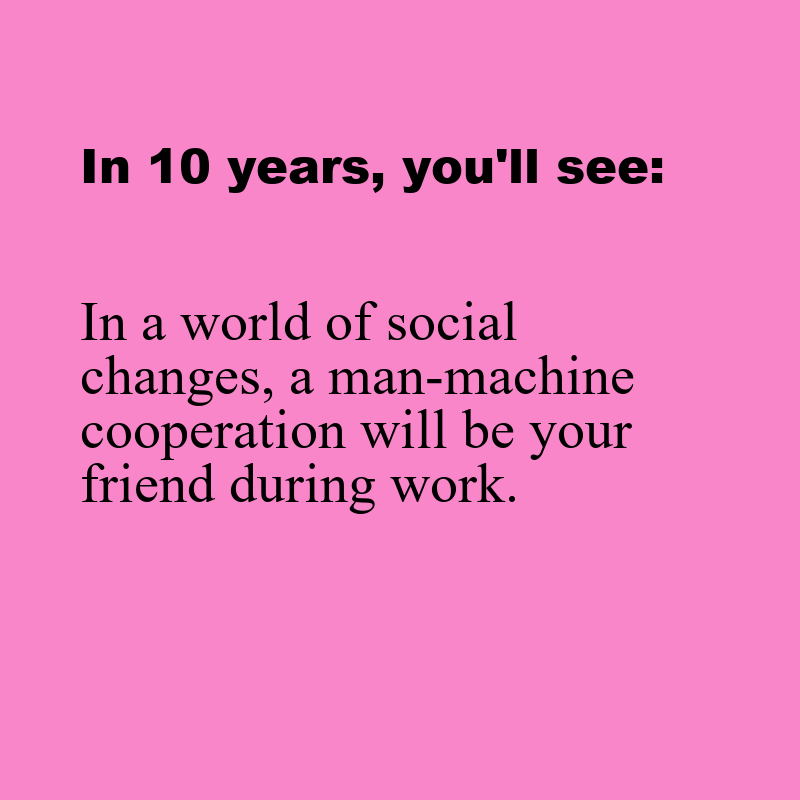 In 10 years, you'll see:
In a world of social
changes, a man-machine
cooperation will be your
friend during work.